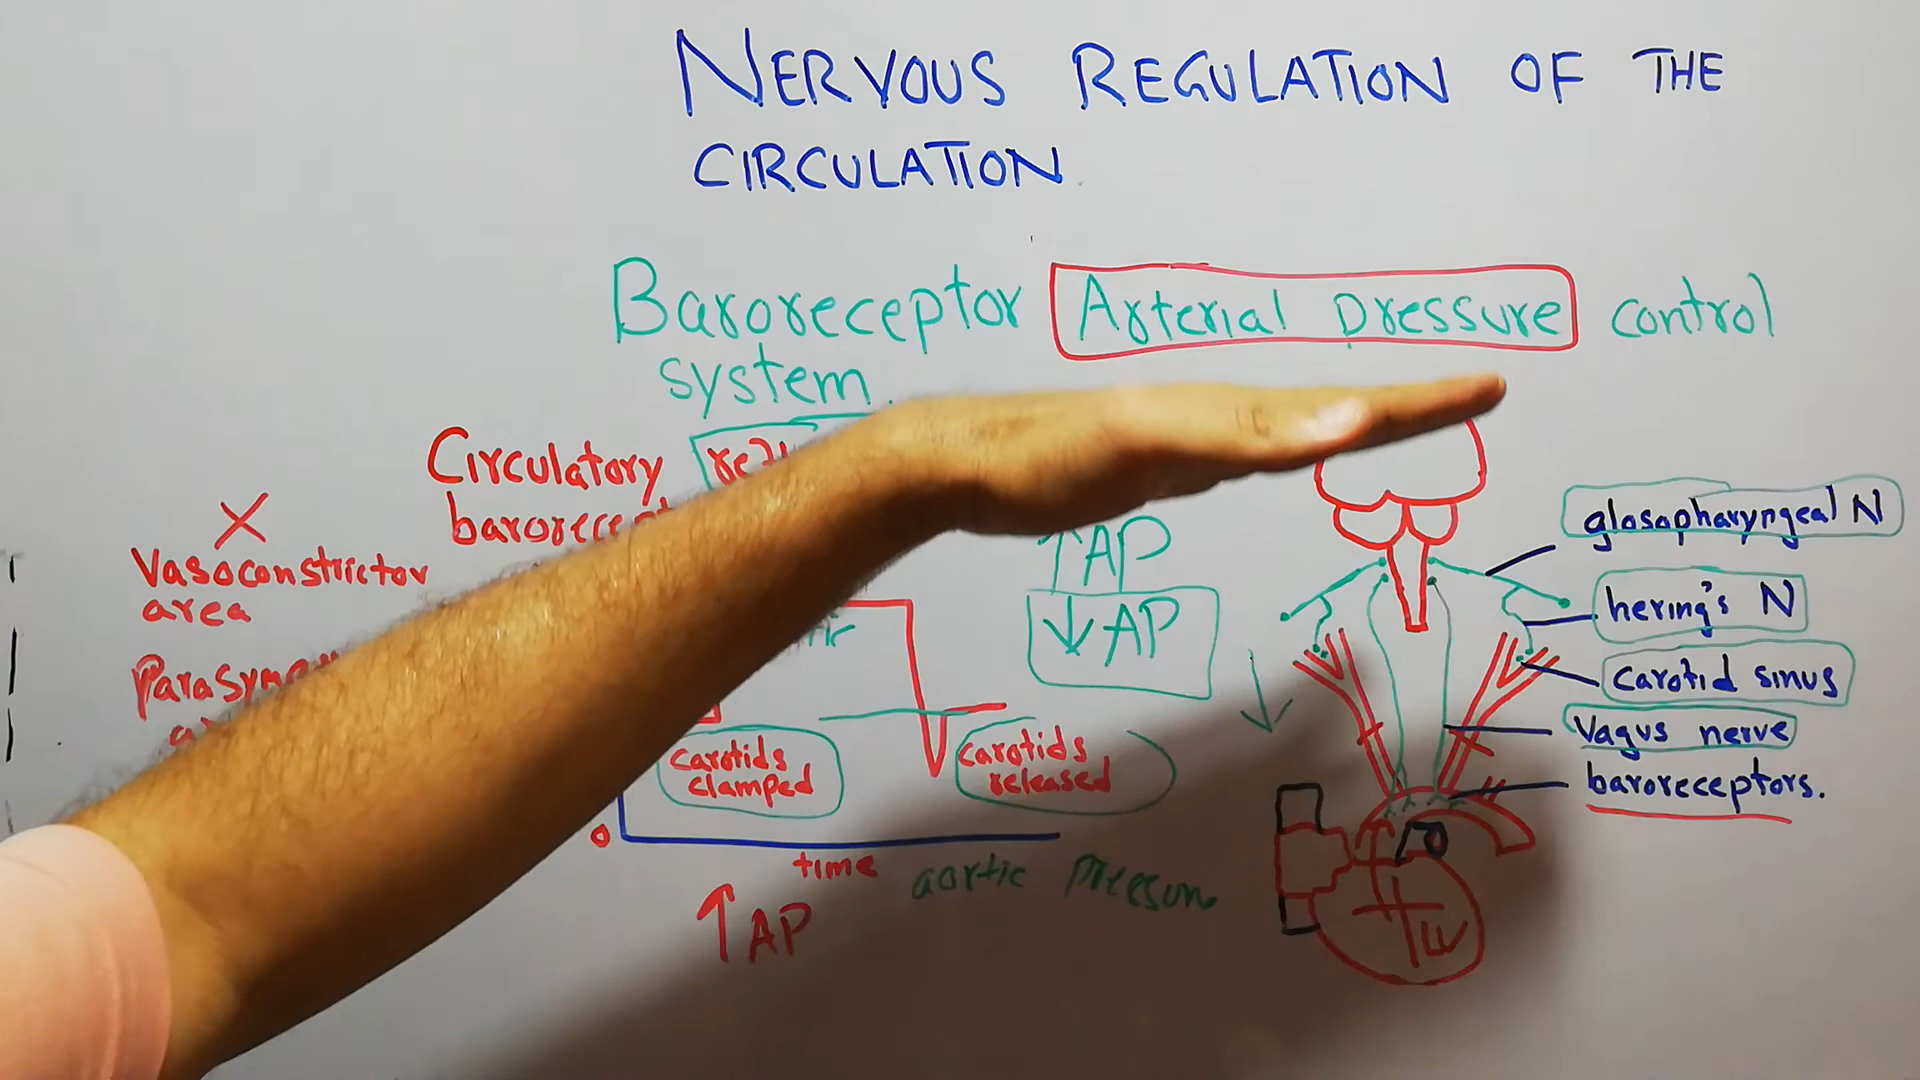 NERVOUS REGULATION OF THE
CIRCULATION
Baroreceptor Arterial pressure control
system.
Circulatory
X
Vasoconstrictor
area
↑AP
↓AP
carotids
clamped
carotids
released
0
time
aortic
↑AP
glosopharyngeal N
hering's N
carotid sinus
Vagus nerve
baroreceptors.
LV